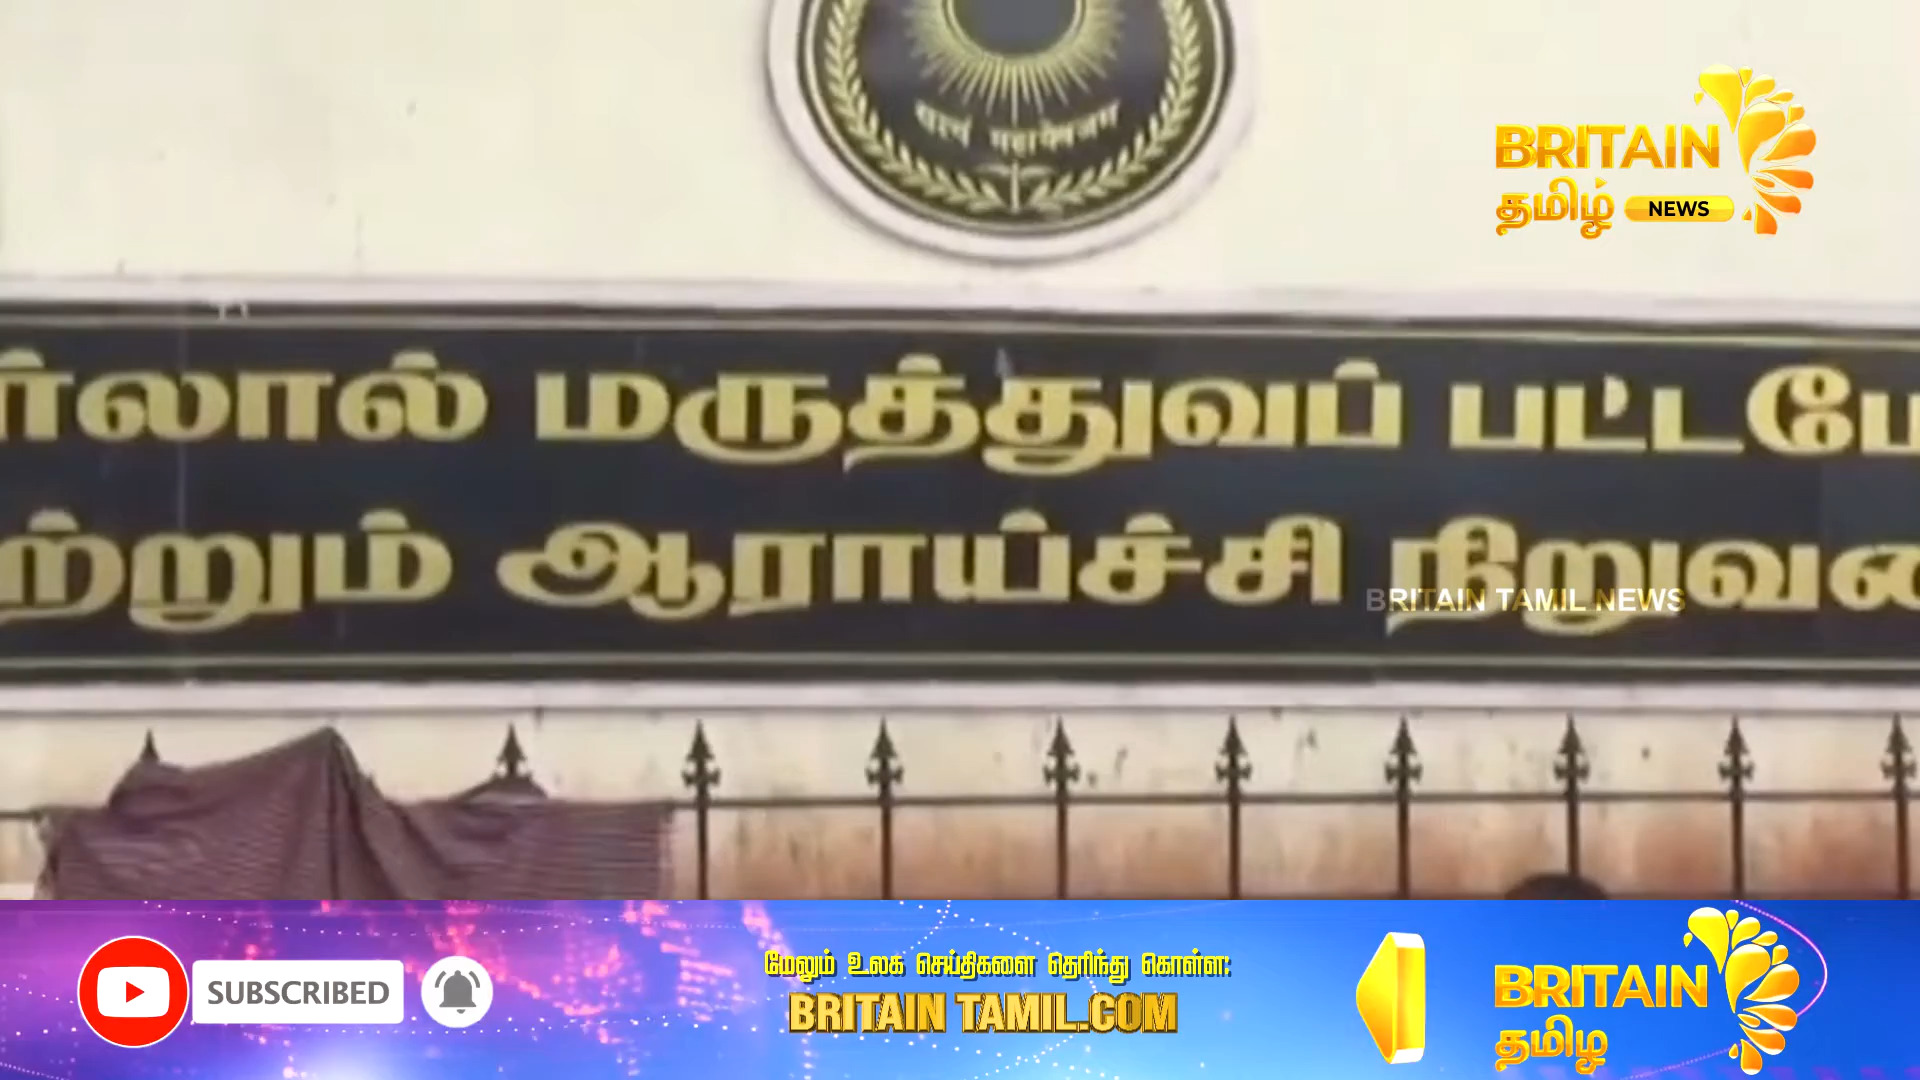 BRITAIN
தமிழ் NEWS
ர்லால் மருத்துவப் பட்டமே
ற்றும் ஆராய்ச்சி நிறுவ
BRITAIN TAMIL NEWS
SUBSCRIBED
மேலும் உலக செய்திகளை தெரிந்து கொள்ள:
BRITAIN TAMIL.COM
BRITAIN
தமிழ்